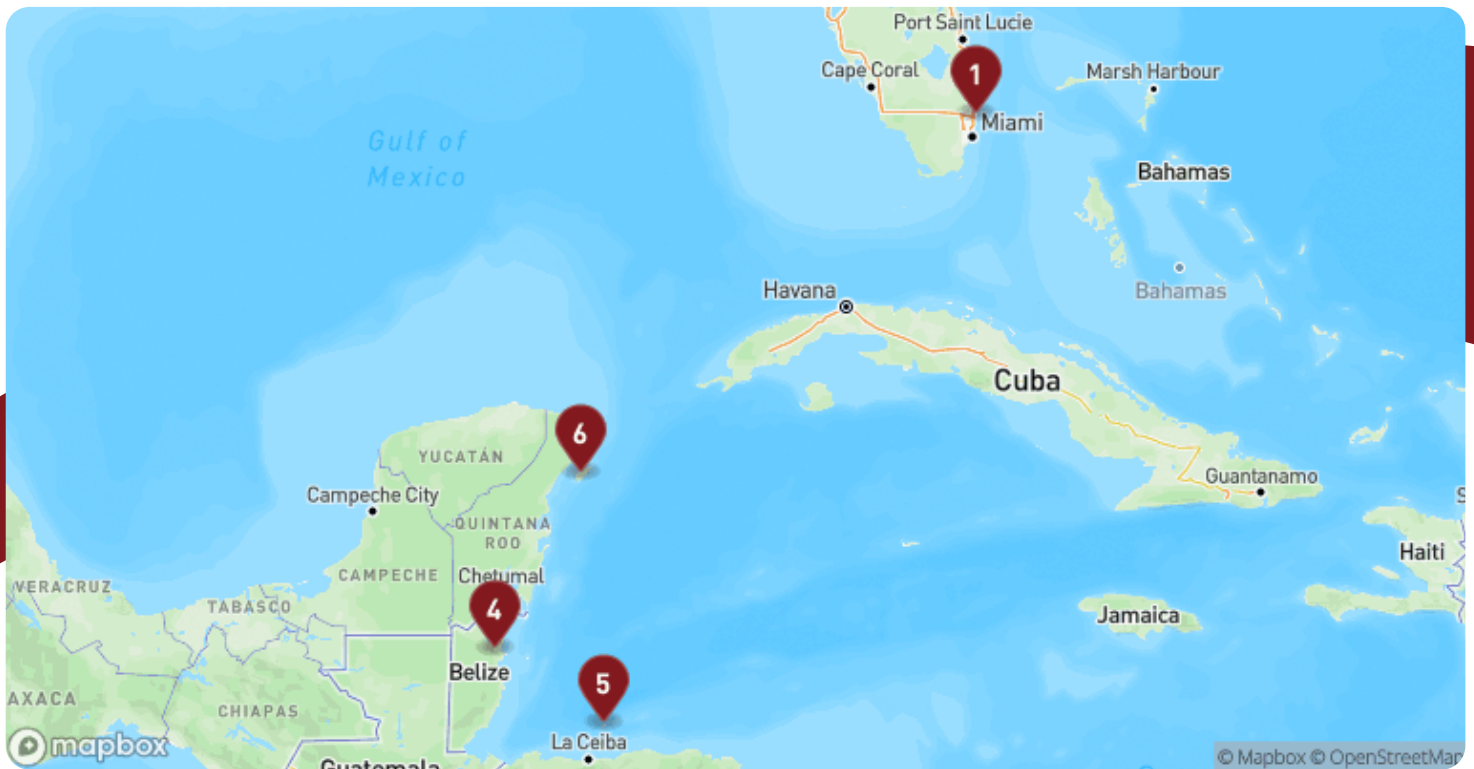 Port Saint Lucie
Cape Coral
1
Marsh Harbour
Miami
Gulf of
Mexico
Bahamas
Havana
Bahamas
Cuba
6
YUCATÁN
Guantanamo
Campeche City
QUINTANA
ROO
Haiti
CAMPECHE
Chetumal
VERACRUZ
TABASCO
4
Jamaica
Belize
5
AXACA
CHIAPAS
La Ceiba
mapbox
© Mapbox © OpenStreetMap
Guatemala